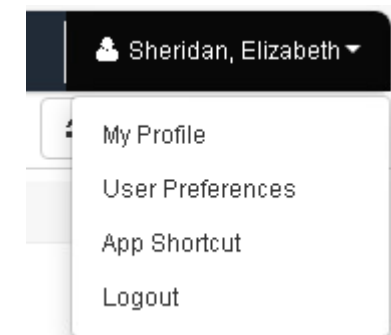 Sheridan, Elizabeth
My Profile
User Preferences
App Shortcut
Logout